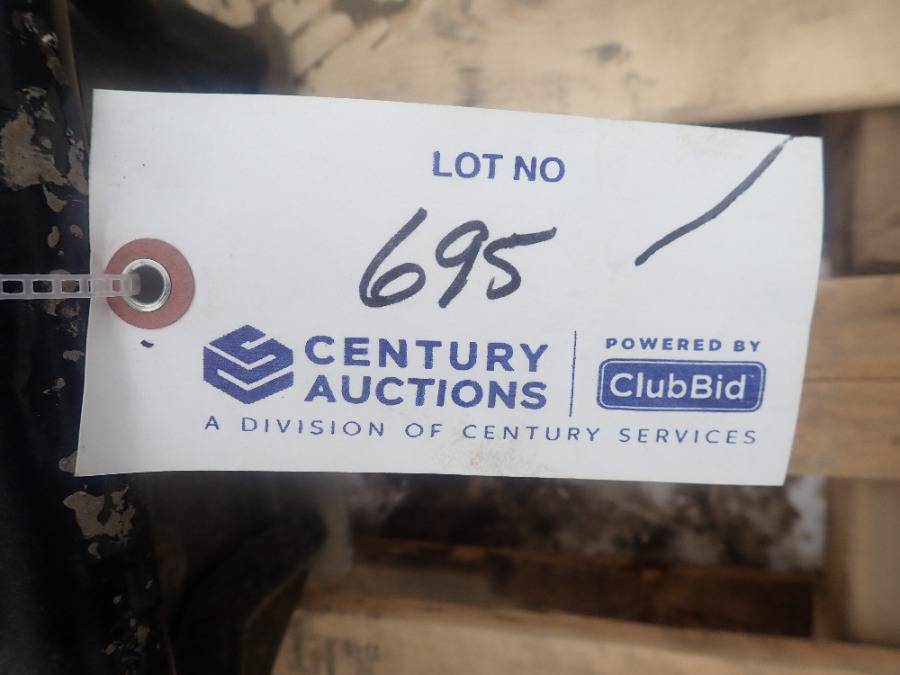 LOT NO
695
CENTURY
AUCTIONS
POWERED BY
ClubBid
A DIVISION OF CENTURY SERVICES